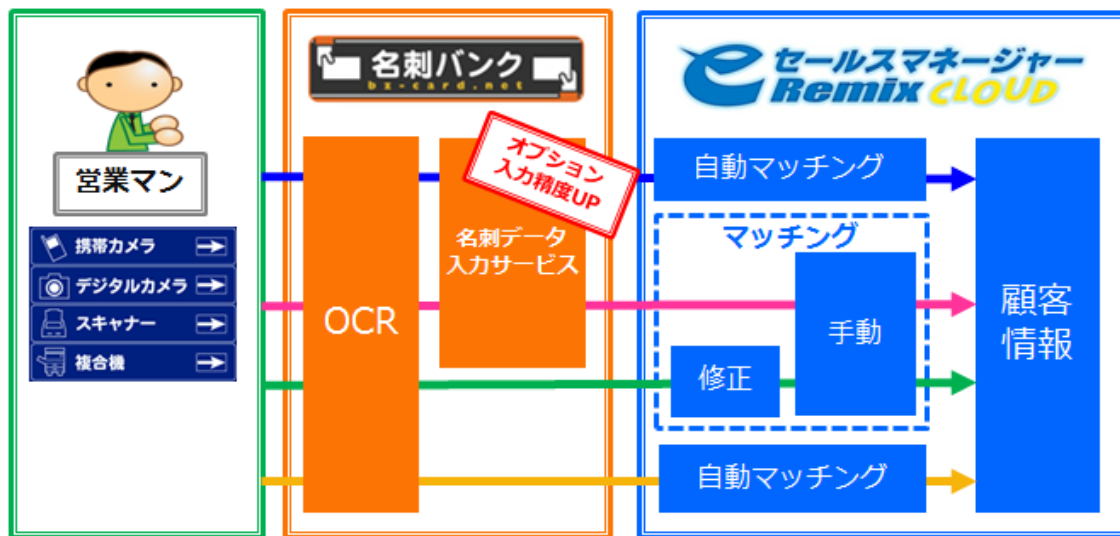 営業マン
携帯カメラ
デジタルカメラ
スキャナー
複合機
名刺バンク
bz-card.net
OCR
オプション
入力精度UP
名刺データ
入力サービス
eセールスマネージャー
Remix CLOUD
自動マッチング
マッチング
手動
修正
自動マッチング
顧客
情報